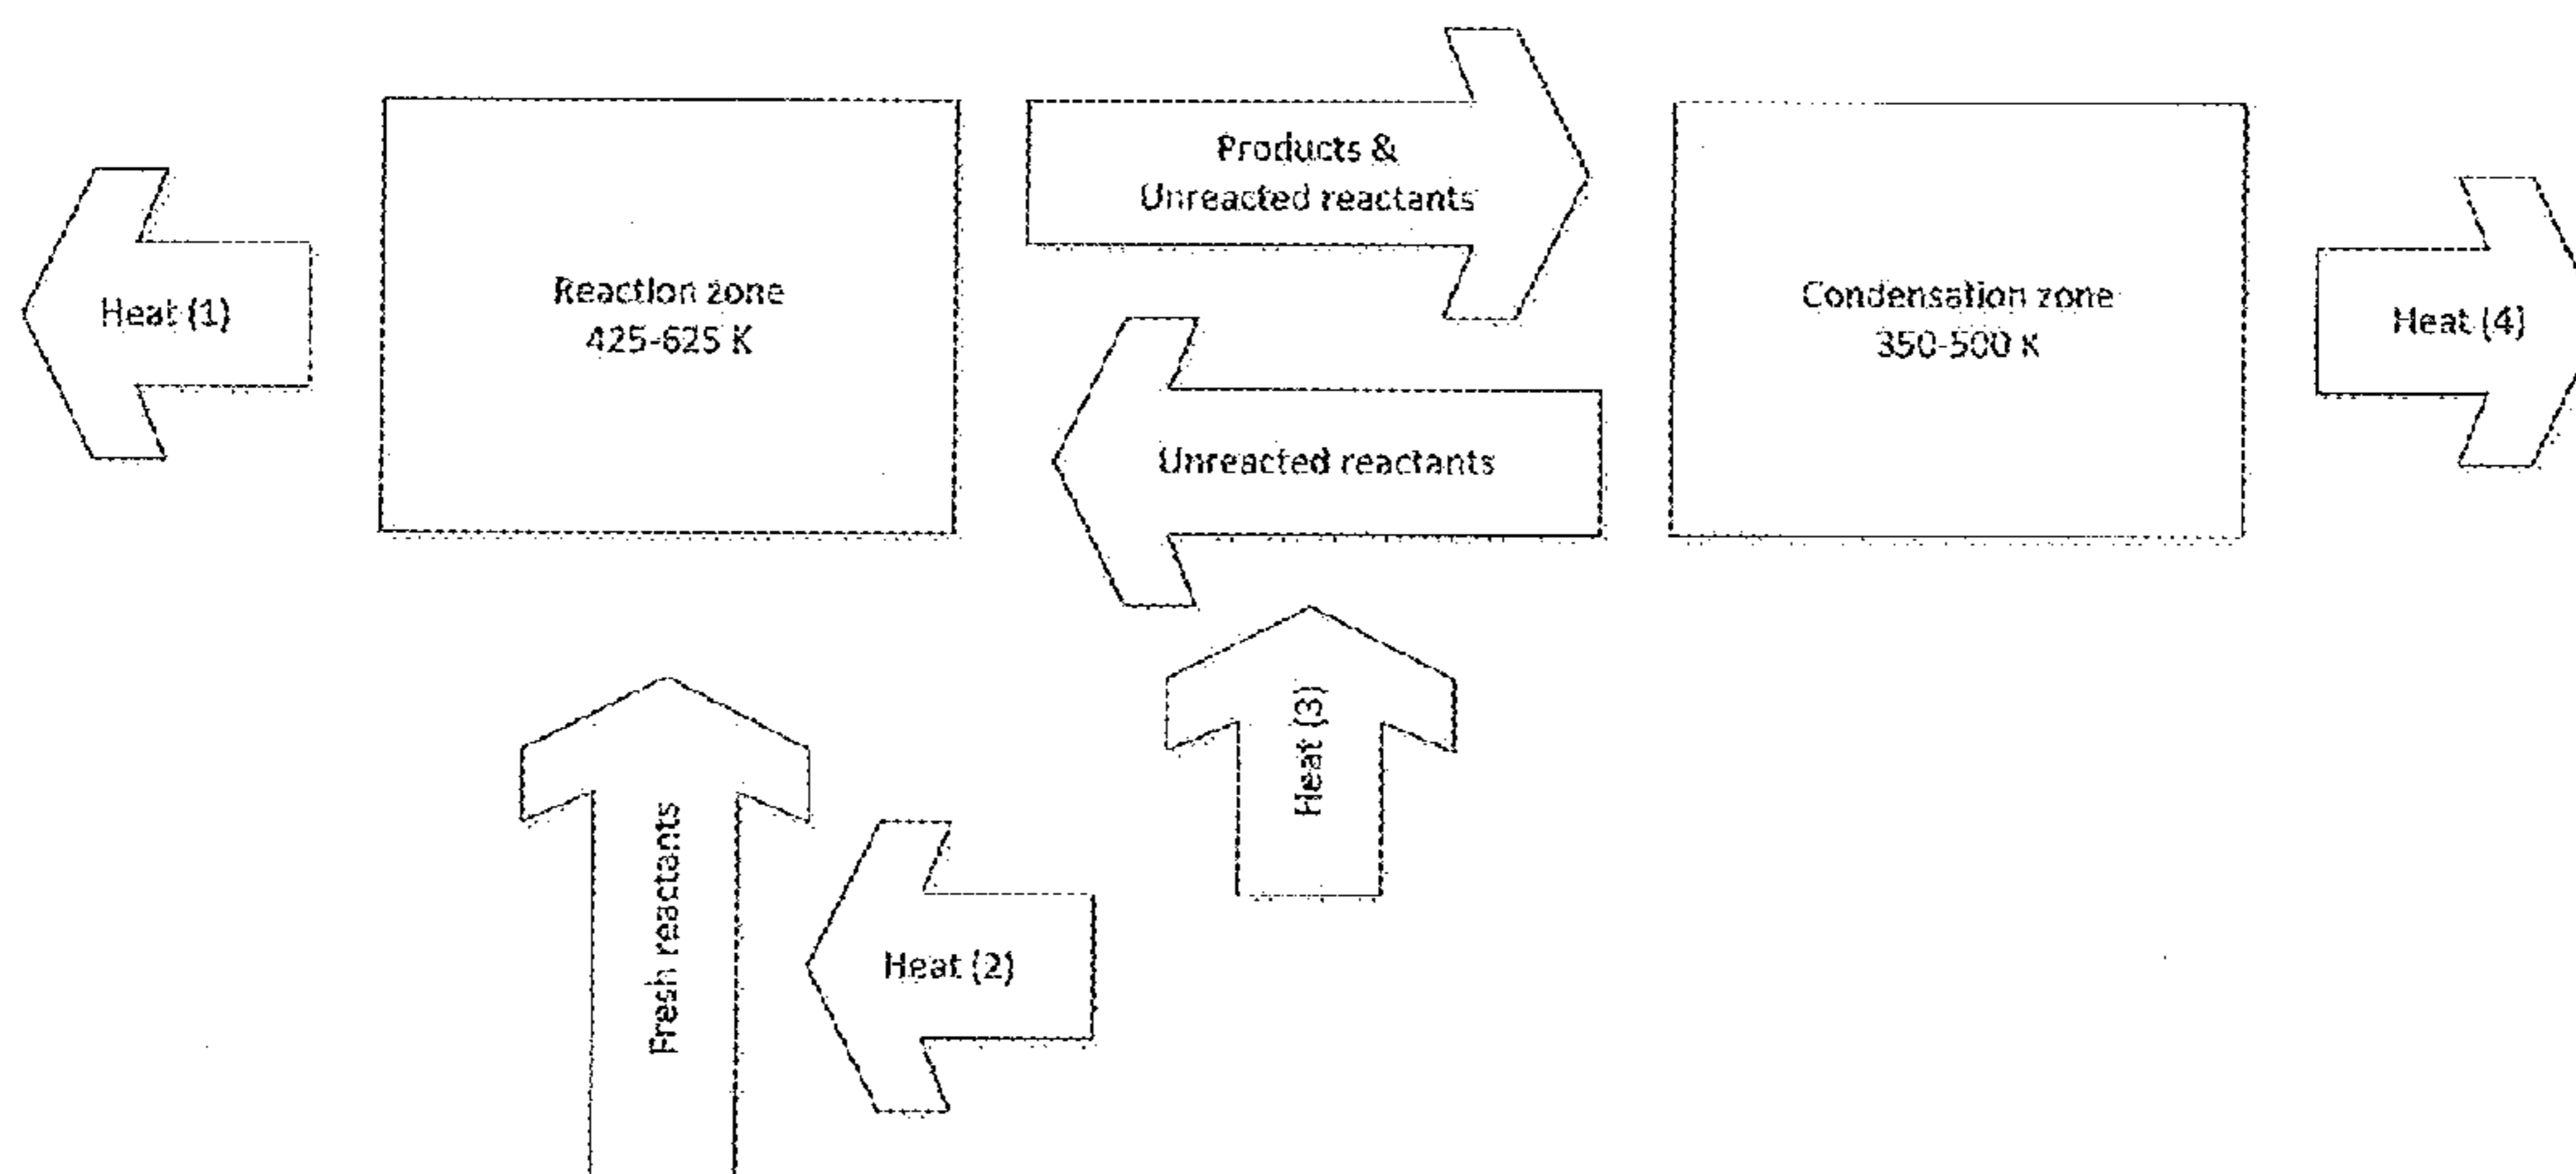 Products &
Unreacted reactants
Heat (1)
Reaction zone
425-625 K
Condensation zone
350-500 K
Heat (4)
Unreacted reactants
Heat (3)
Fresh reactants
Heat (2)